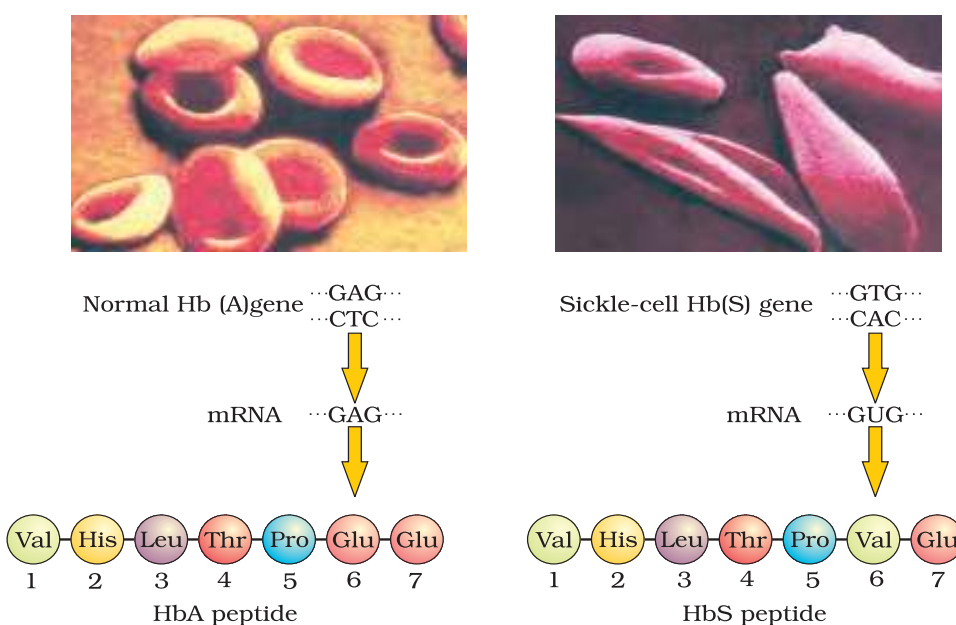 Normal Hb (A)gene
···GAG···
···CTC···
mRNA ···GAG···
Val His Leu Thr Pro Glu Glu
1 2 3 4 5 6 7
HbA peptide
Sickle-cell Hb(S) gene
···GTG···
···CAC···
mRNA ···GUG···
Val His Leu Thr Pro Val Glu
1 2 3 4 5 6 7
HbS peptide